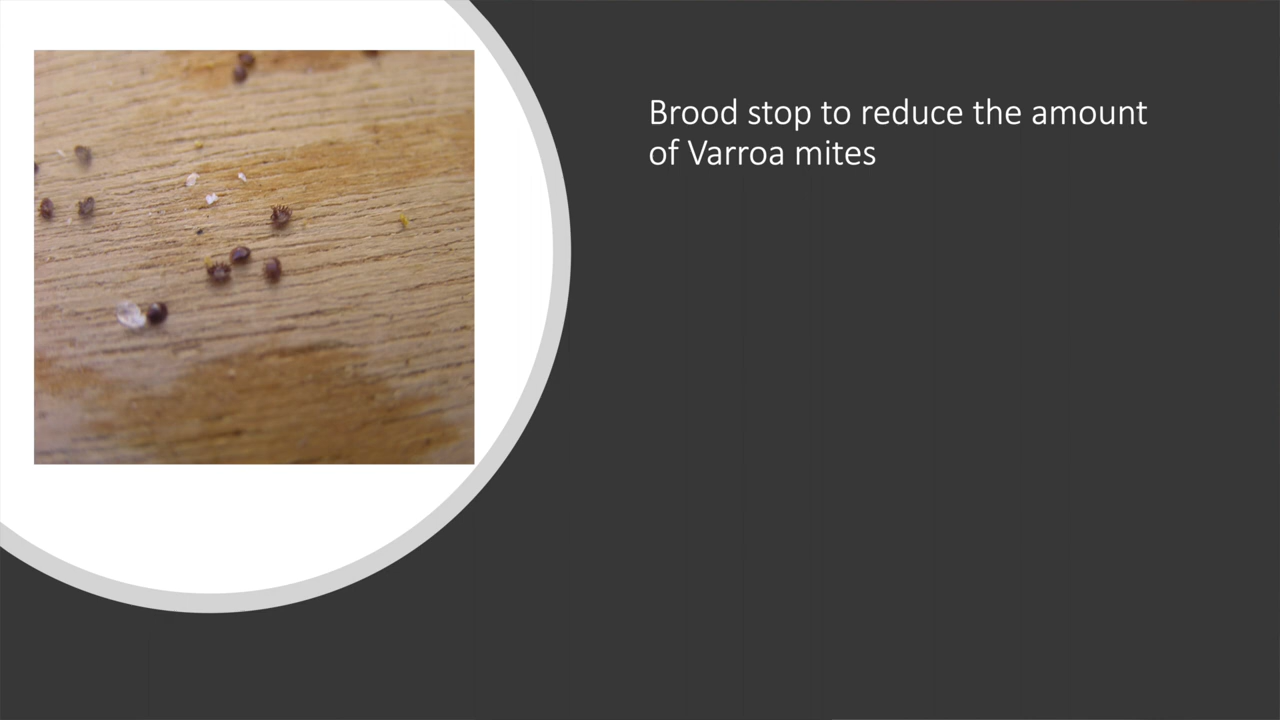 Brood stop to reduce the amount
of Varroa mites